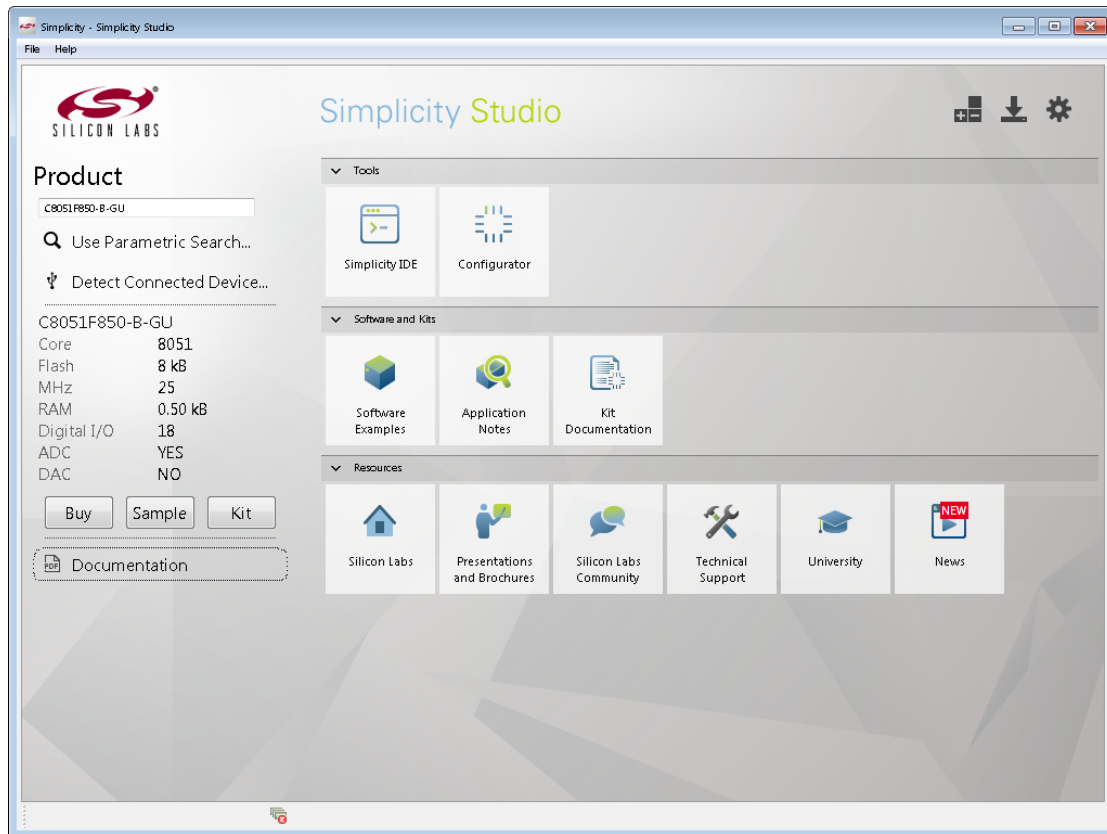 Simplicity - Simplicity Studio
File Help
SILICON LABS
Simplicity Studio
Product
C8051F850-B-GU
Use Parametric Search...
Detect Connected Device...
C8051F850-B-GU
Core 8051
Flash 8 kB
MHz 25
RAM 0.50 kB
Digital I/O 18
ADC YES
DAC NO
Buy Sample Kit
PDF Documentation
Tools
Simplicity IDE
Configurator
Software and Kits
Software
Examples
Application
Notes
Kit
Documentation
Resources
Silicon Labs
Presentations
and Brochures
Silicon Labs
Community
Technical
Support
University
NEW
News